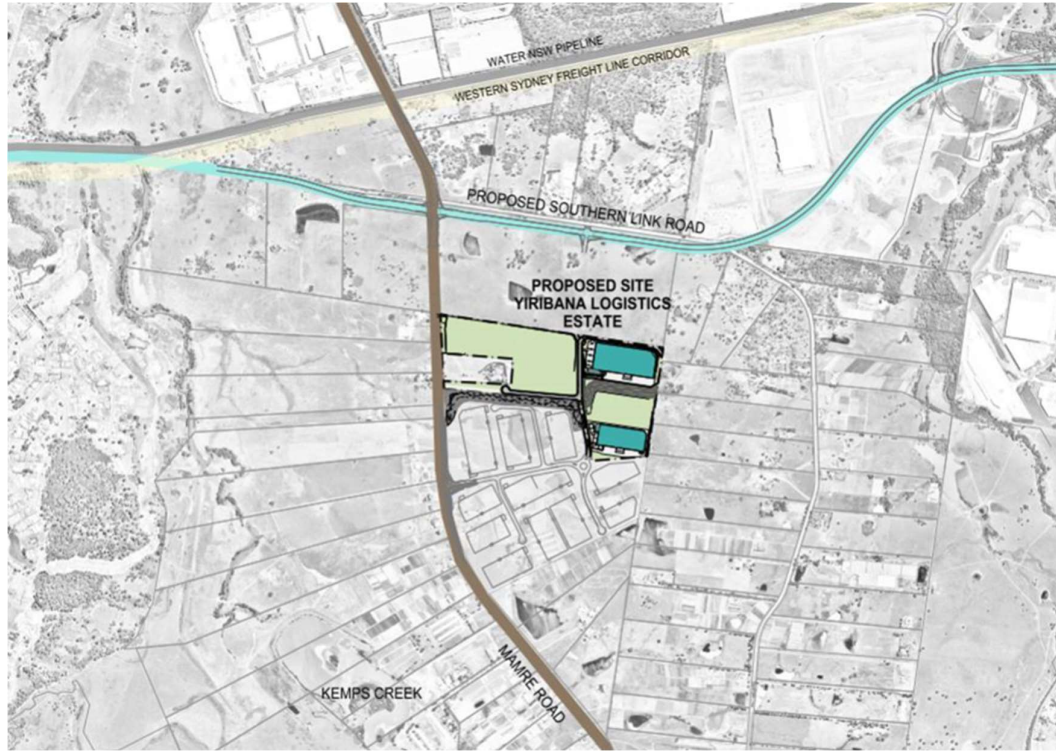 WATER NSW PIPELINE
WESTERN SYDNEY FREIGHT LINE CORRIDOR
PROPOSED SOUTHERN LINK ROAD
PROPOSED SITE
YIRIBANA LOGISTICS
ESTATE
MAMRE ROAD
KEMPS CREEK